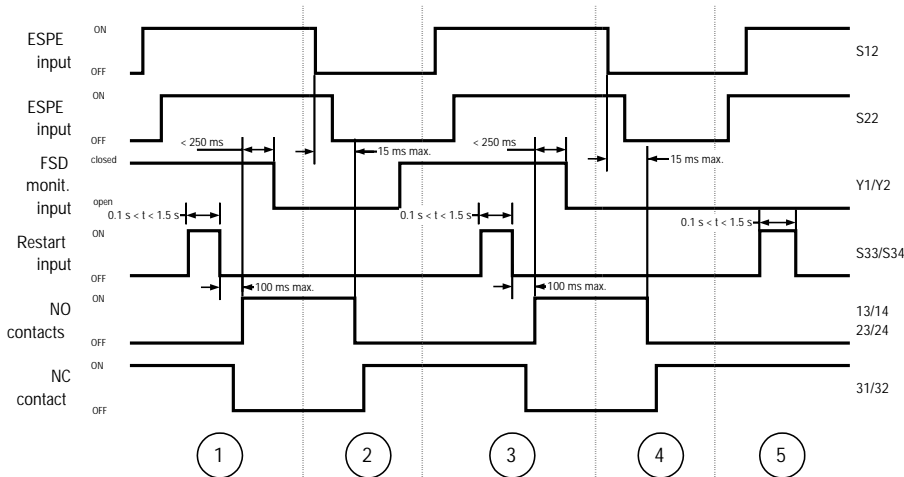 ESPE input
ON
OFF
S12
ESPE input
ON
OFF
S22
< 250 ms
15 ms max.
< 250 ms
15 ms max.
FSD monit. input
closed
open
Y1/Y2
0.1 s < t < 1.5 s
0.1 s < t < 1.5 s
0.1 s < t < 1.5 s
Restart input
ON
OFF
S33/S34
100 ms max.
100 ms max.
NO contacts
ON
OFF
13/14
23/24
NC contact
ON
OFF
31/32
1
2
3
4
5